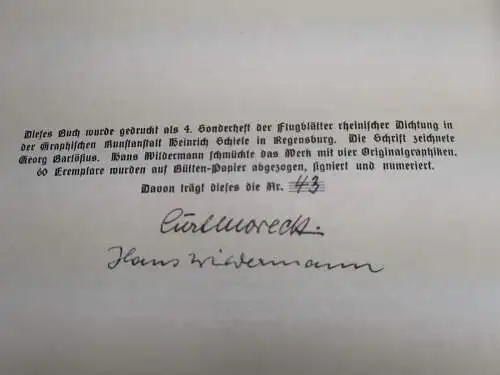 Dieses Buch wurde gedruckt als 4. Sonderheft der Flugblätter rheinischer Dichtung in
der Graphischen Kunstanstalt Heinrich Schiele in Regensburg. Die Schrift zeichnete
Georg Barlösius. Hans Wildermann schmückte das Werk mit vier Originalgraphiken.
60 Exemplare wurden auf Bütten-Papier abgezogen, signiert und numeriert.
Davon trägt dieses die Nr. 43
Curt Moreck.
Hans Wildermann